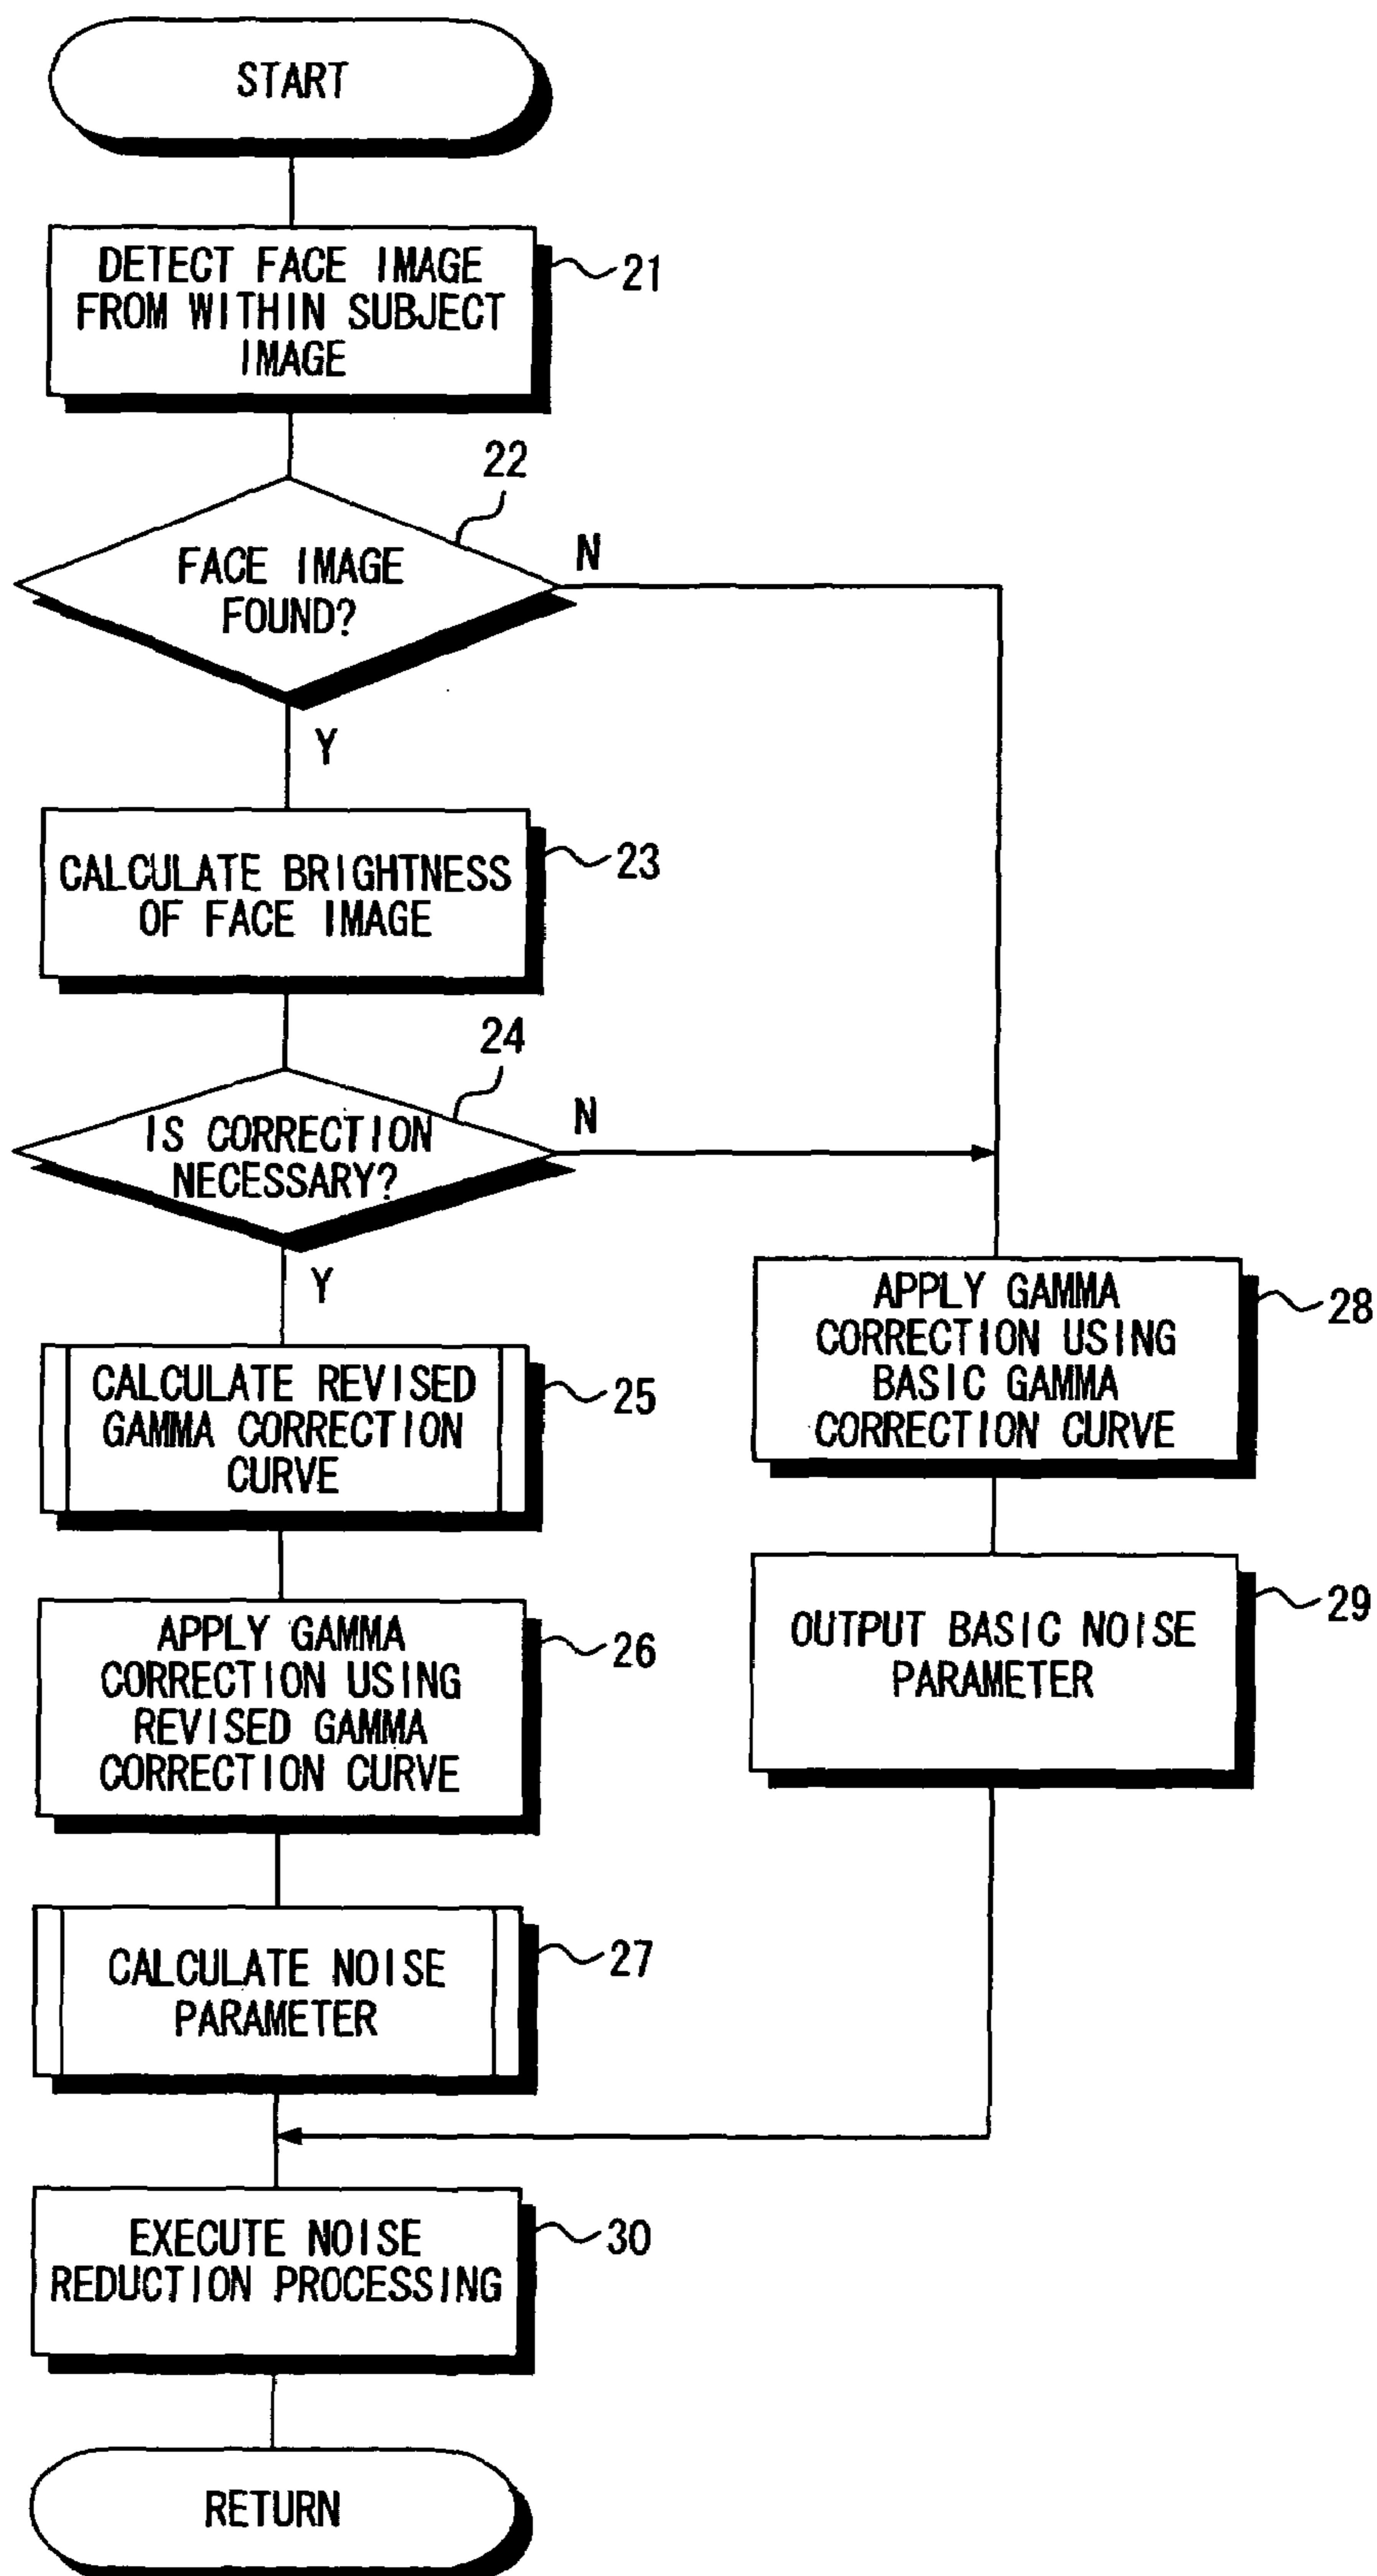 START
DETECT FACE IMAGE
FROM WITHIN SUBJECT
IMAGE
21
22
FACE IMAGE
FOUND?
N
Y
CALCULATE BRIGHTNESS
OF FACE IMAGE
23
24
IS CORRECTION
NECESSARY?
N
Y
CALCULATE REVISED
GAMMA CORRECTION
CURVE
25
APPLY GAMMA
CORRECTION USING
REVISED GAMMA
CORRECTION CURVE
26
CALCULATE NOISE
PARAMETER
27
APPLY GAMMA
CORRECTION USING
BASIC GAMMA
CORRECTION CURVE
28
OUTPUT BASIC NOISE
PARAMETER
29
EXECUTE NOISE
REDUCTION PROCESSING
30
RETURN